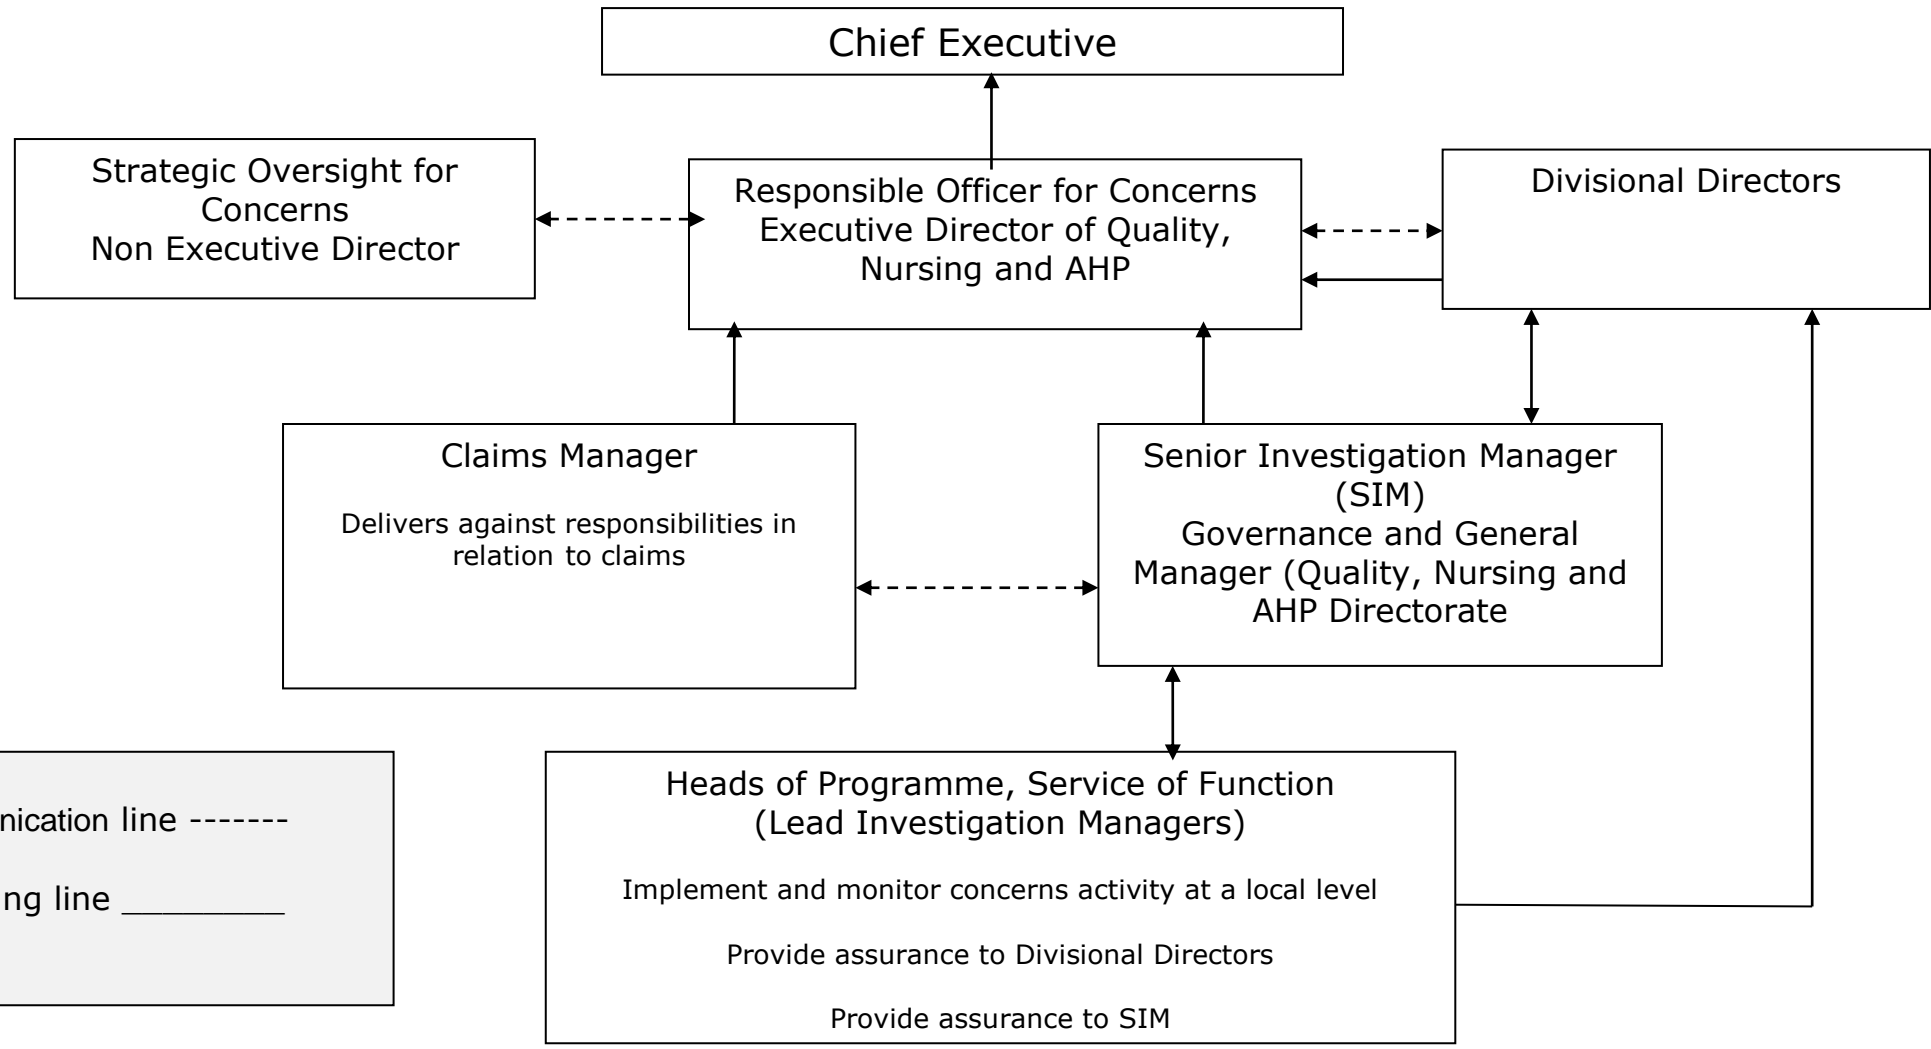 Chief Executive
Strategic Oversight for
Concerns
Non Executive Director
Responsible Officer for Concerns
Executive Director of Quality,
Nursing and AHP
Divisional Directors
Claims Manager
Delivers against responsibilities in
relation to claims
Senior Investigation Manager
(SIM)
Governance and General
Manager (Quality, Nursing and
AHP Directorate
nication line -------
ng line _________
Heads of Programme, Service of Function
(Lead Investigation Managers)
Implement and monitor concerns activity at a local level
Provide assurance to Divisional Directors
Provide assurance to SIM